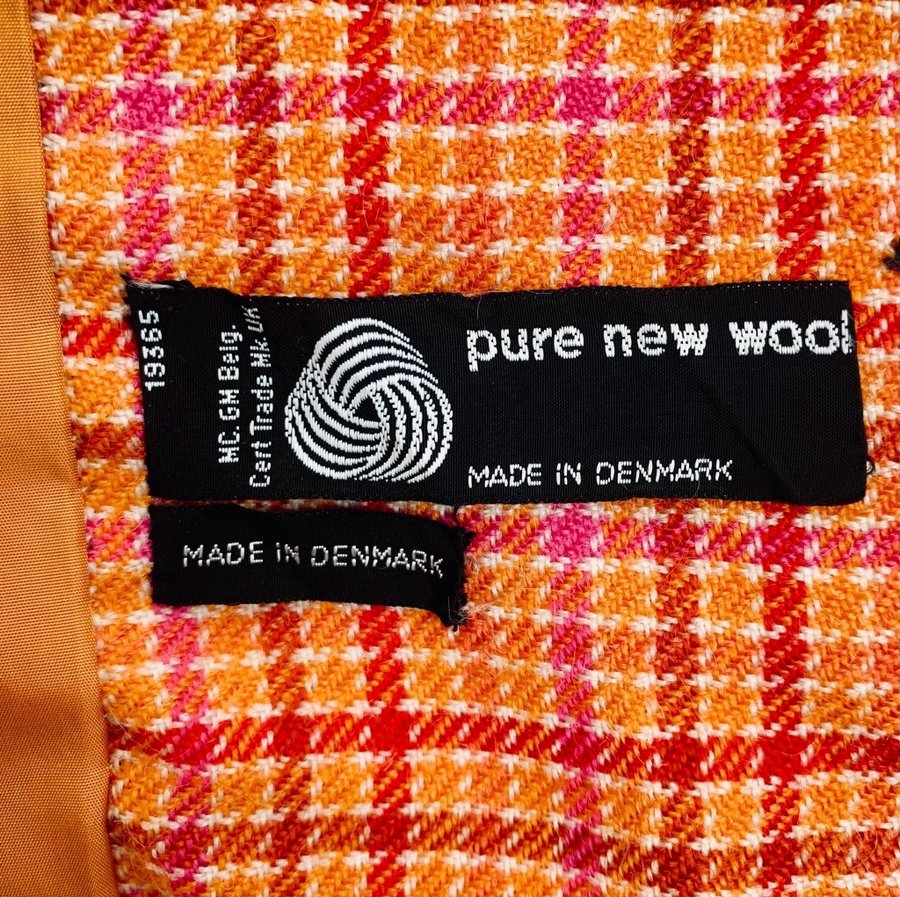 19365
MC. GM Belg.
Cert Trade Mk. UK
pure new wool
MADE IN DENMARK
MADE IN DENMARK